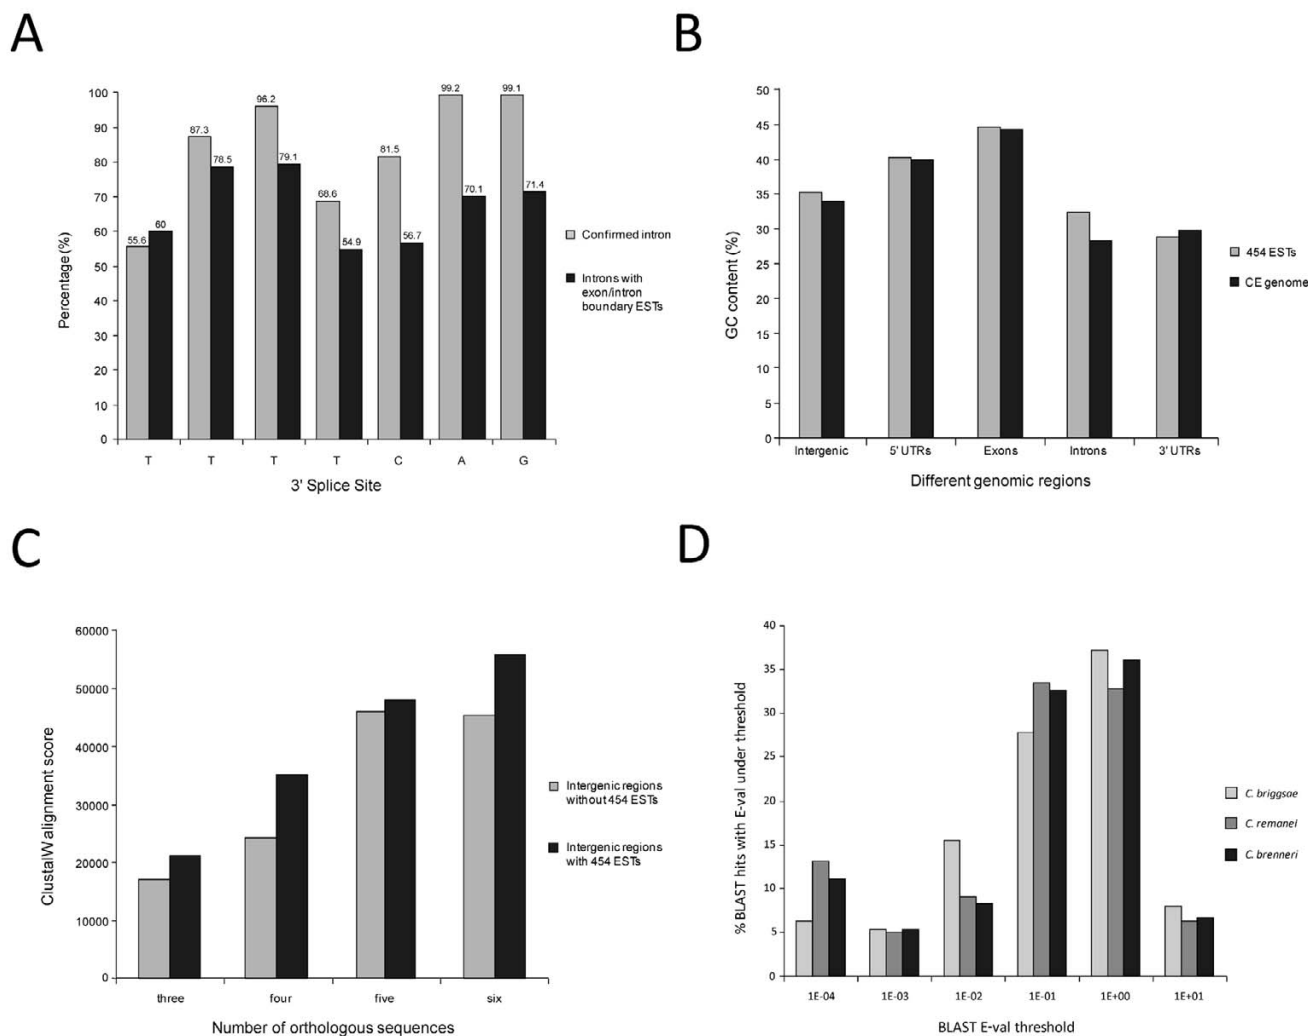 A
100
90
80
70
60
50
40
30
20
10
0
Percentage (%)
55.6
60
87.3
78.5
96.2
79.1
68.6
54.9
81.5
56.7
99.2
70.1
99.1
71.4
T
T
T
T
C
A
G
3' Splice Site
Confirmed intron
Introns with
exon/intron
boundary ESTs
B
50
45
40
35
30
25
20
15
10
5
0
GC content (%)
Intergenic
5' UTRs
Exons
Introns
3' UTRs
Different genomic regions
454 ESTs
CE genome
C
60000
50000
40000
30000
20000
10000
0
ClustalW alignment score
three
four
five
six
Number of orthologous sequences
Intergenic regions
without 454 ESTs
Intergenic regions
with 454 ESTs
D
40
35
30
25
20
15
10
5
0
% BLAST hits with E-val under threshold
1E-04
1E-03
1E-02
1E-01
1E+00
1E+01
BLAST E-val threshold
C. briggsae
C. remanei
C. brenneri